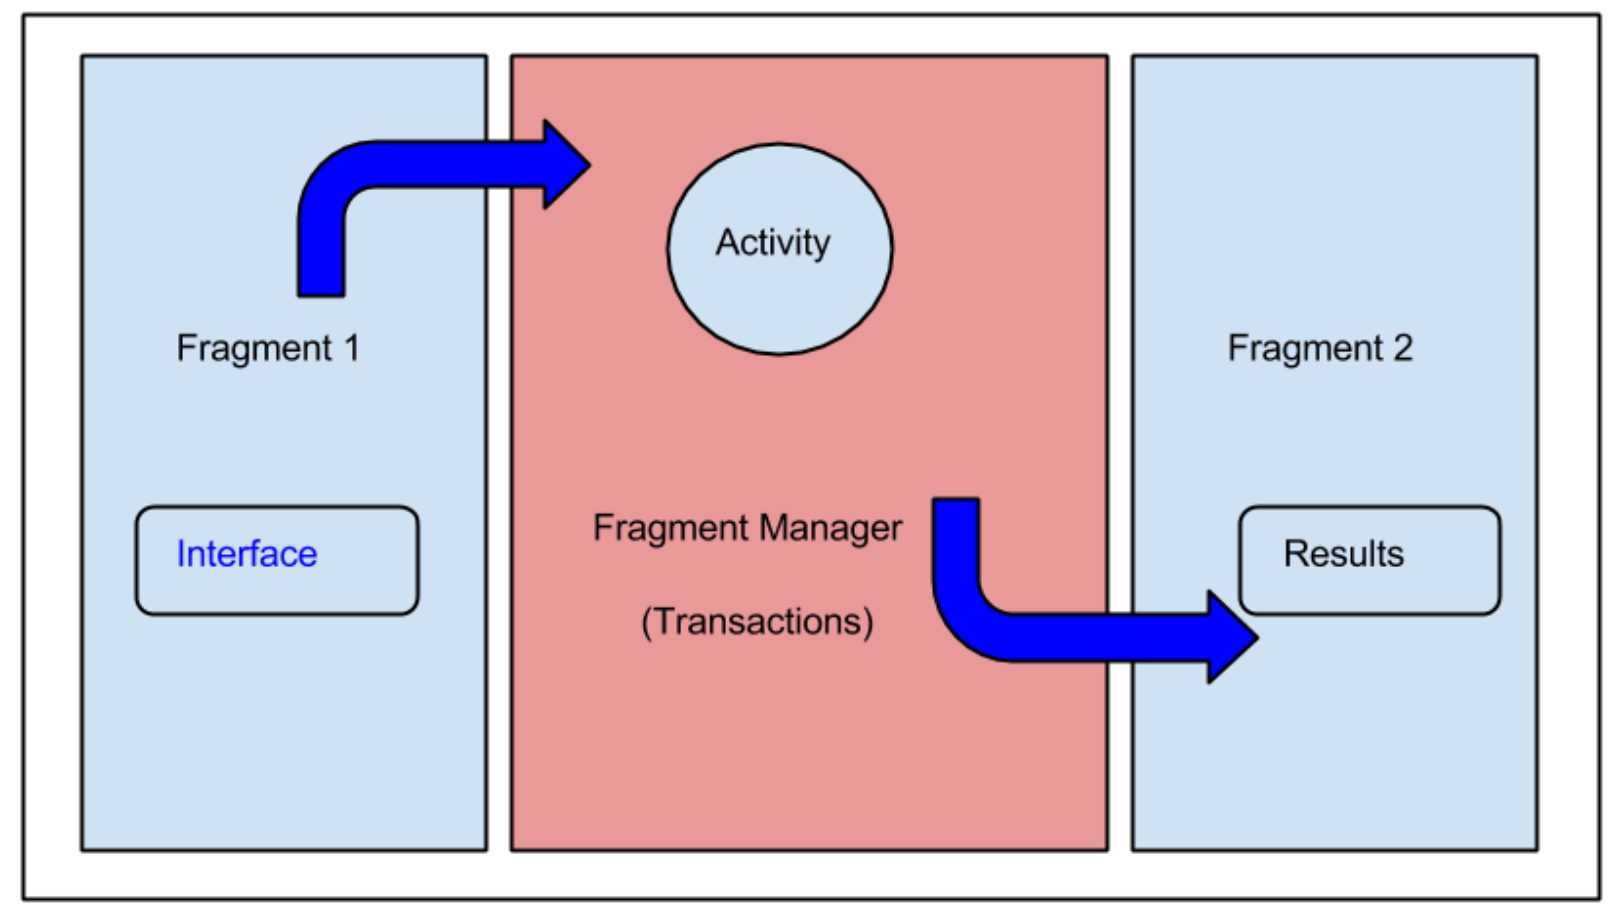 Activity
Fragment 1
Fragment 2
Fragment Manager
Interface
Results
(Transactions)